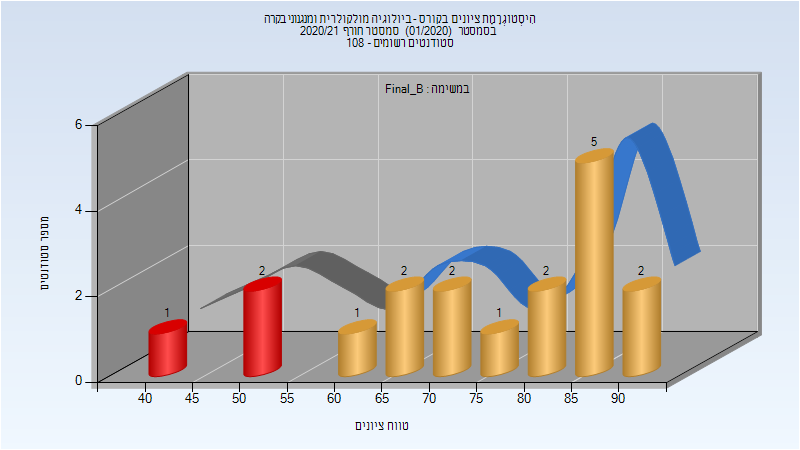 הִיסְטוֹגְרָמַת ציונים בקורס - ביולוגיה מולקולרית ומנגנוני בקרה
בסמסטר (01/2020) סמסטר חורף 2020/21
סטודנטים רשומים - 108
במשימה : Final_B
מספר סטודנטים
6
4
2
0
1
2
1
2
2
1
2
5
2
40 45 50 55 60 65 70 75 80 85 90
טווח ציונים